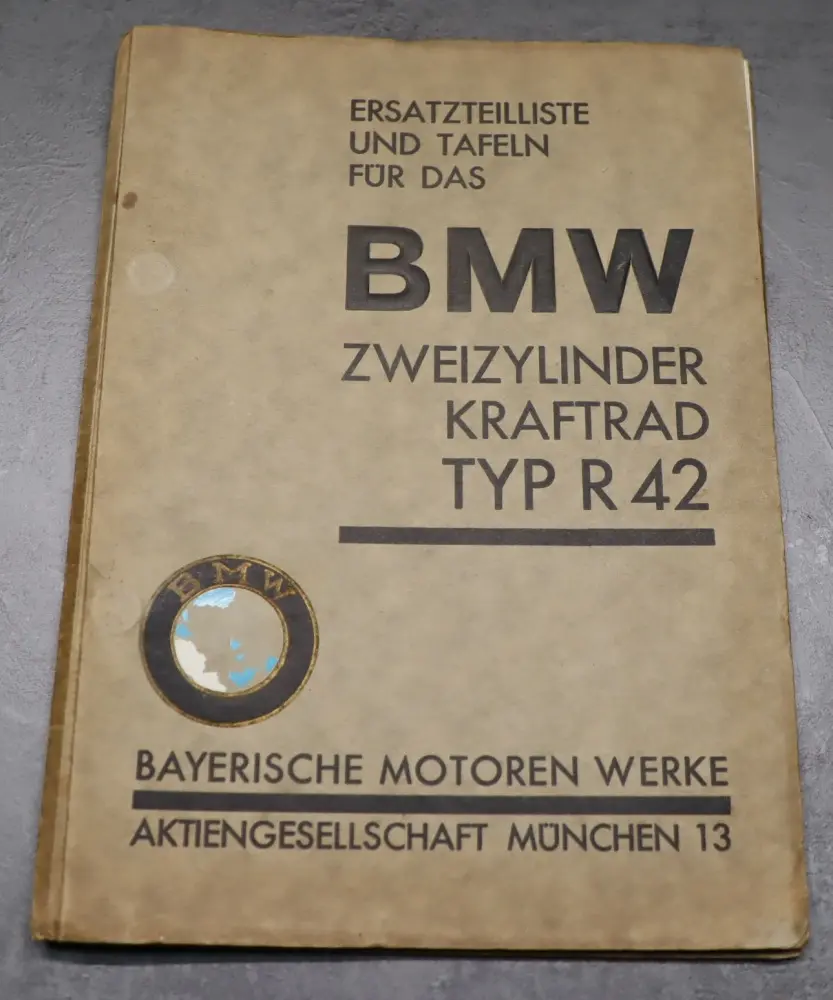 ERSATZTEILLISTE
UND TAFELN
FÜR DAS
BMW
ZWEIZYLINDER
KRAFTRAD
TYP R 42
BMW
BAYERISCHE MOTOREN WERKE
AKTIENGESELLSCHAFT MÜNCHEN 13